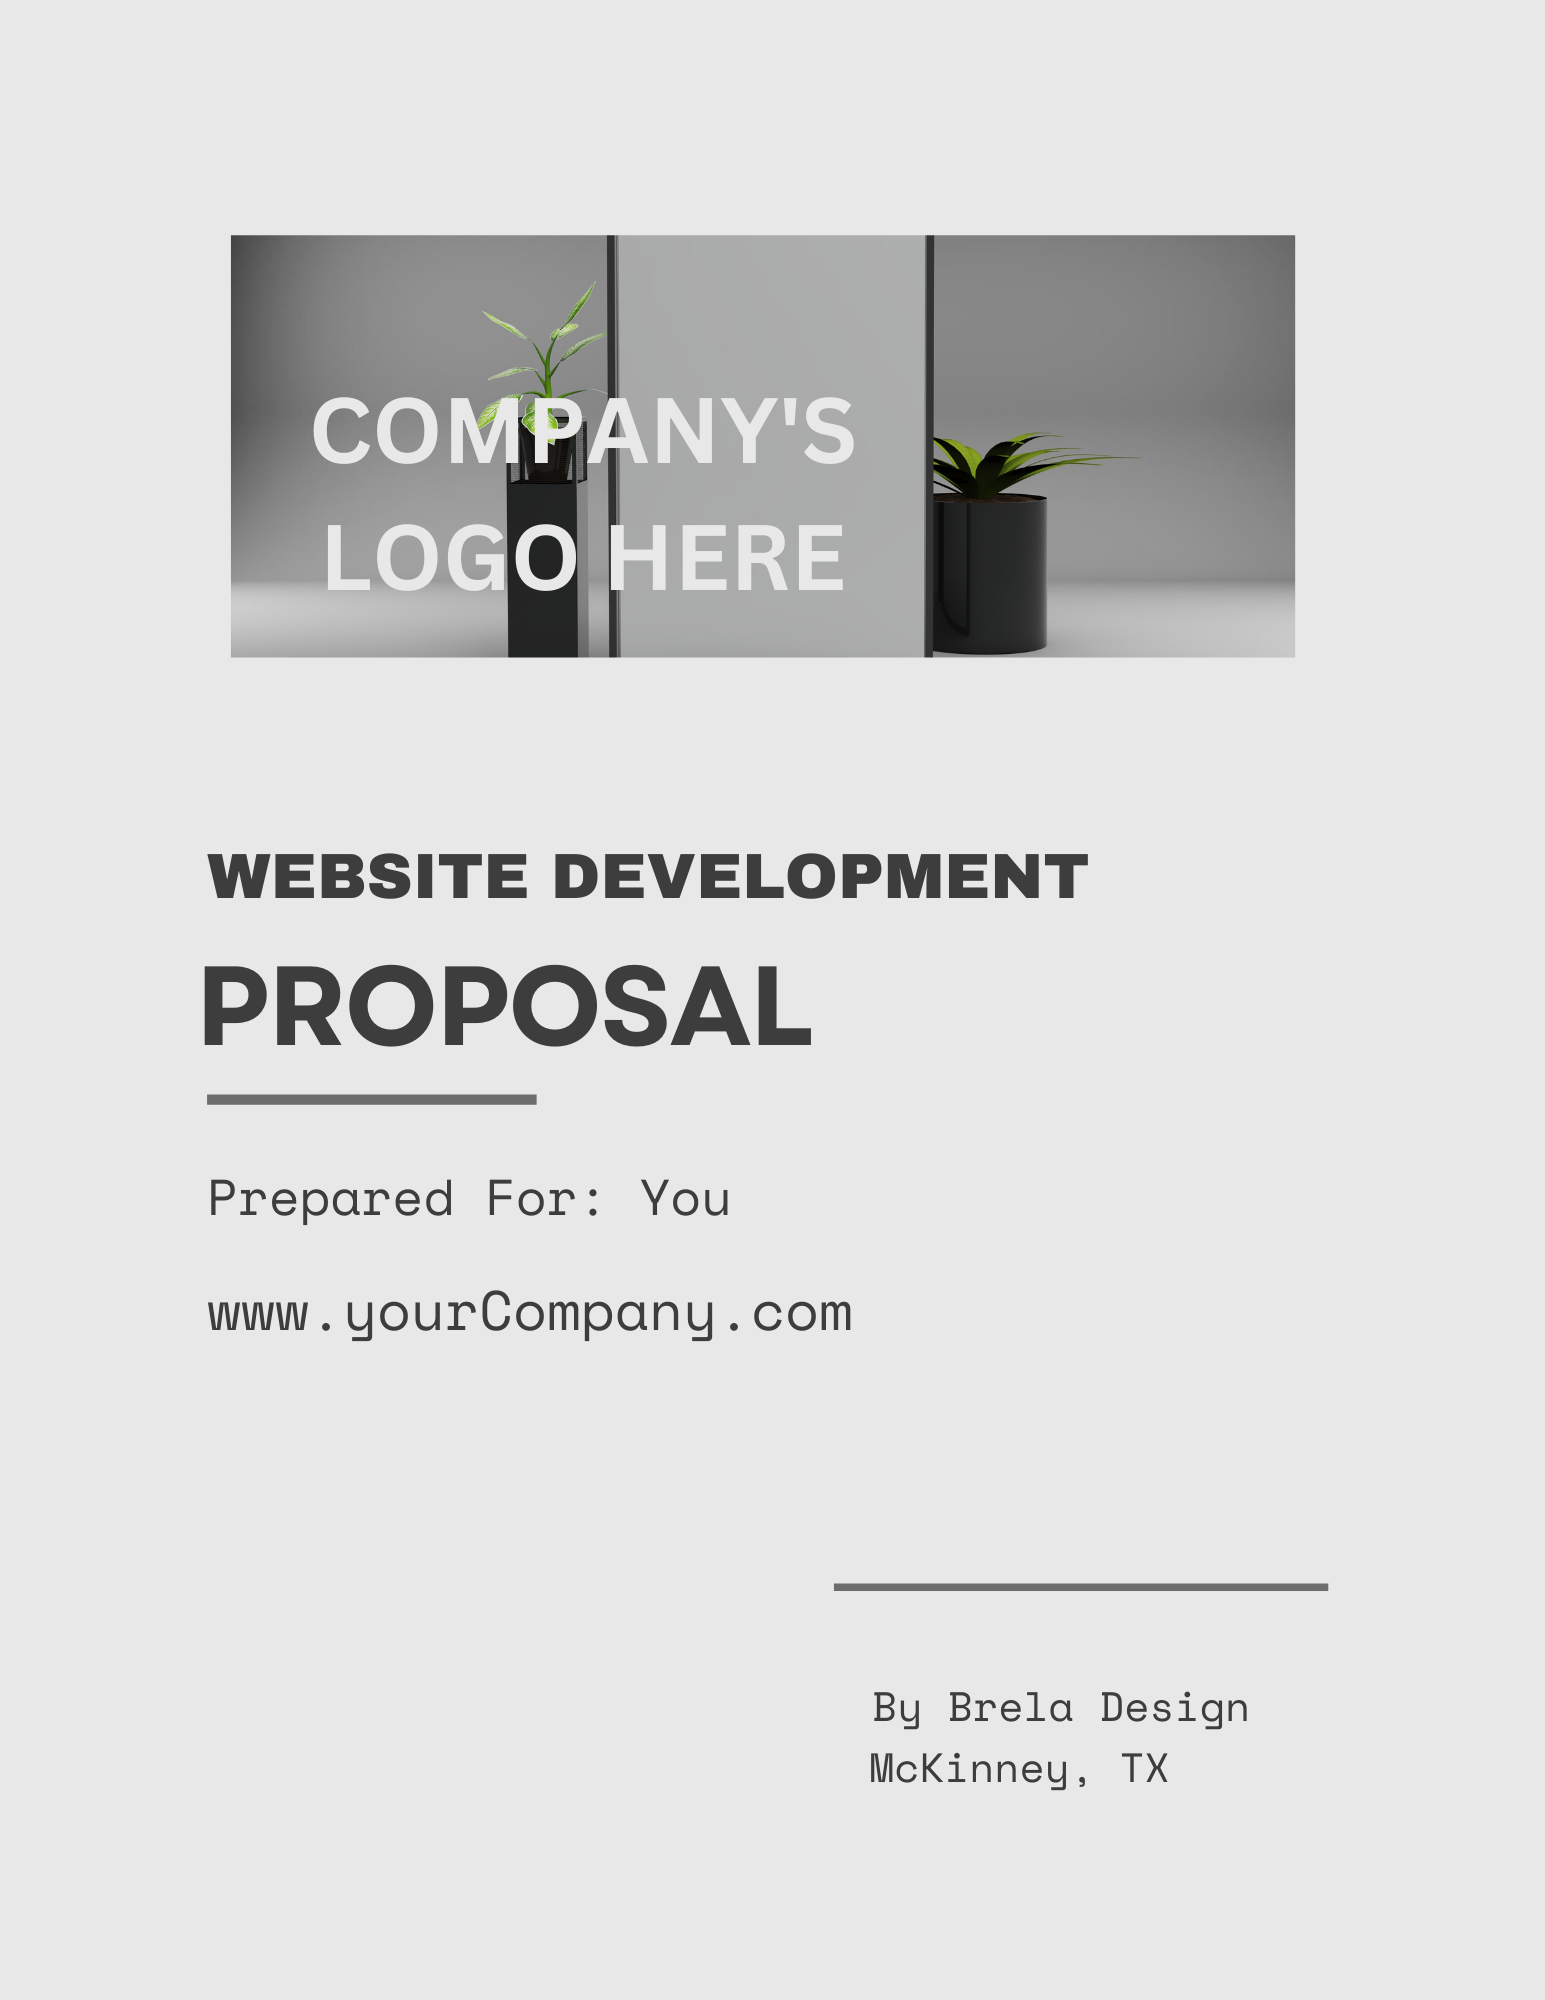 COMPANY'S
LOGO HERE
WEBSITE DEVELOPMENT
PROPOSAL
Prepared For: You
www.yourCompany.com
By Brela Design
McKinney, TX